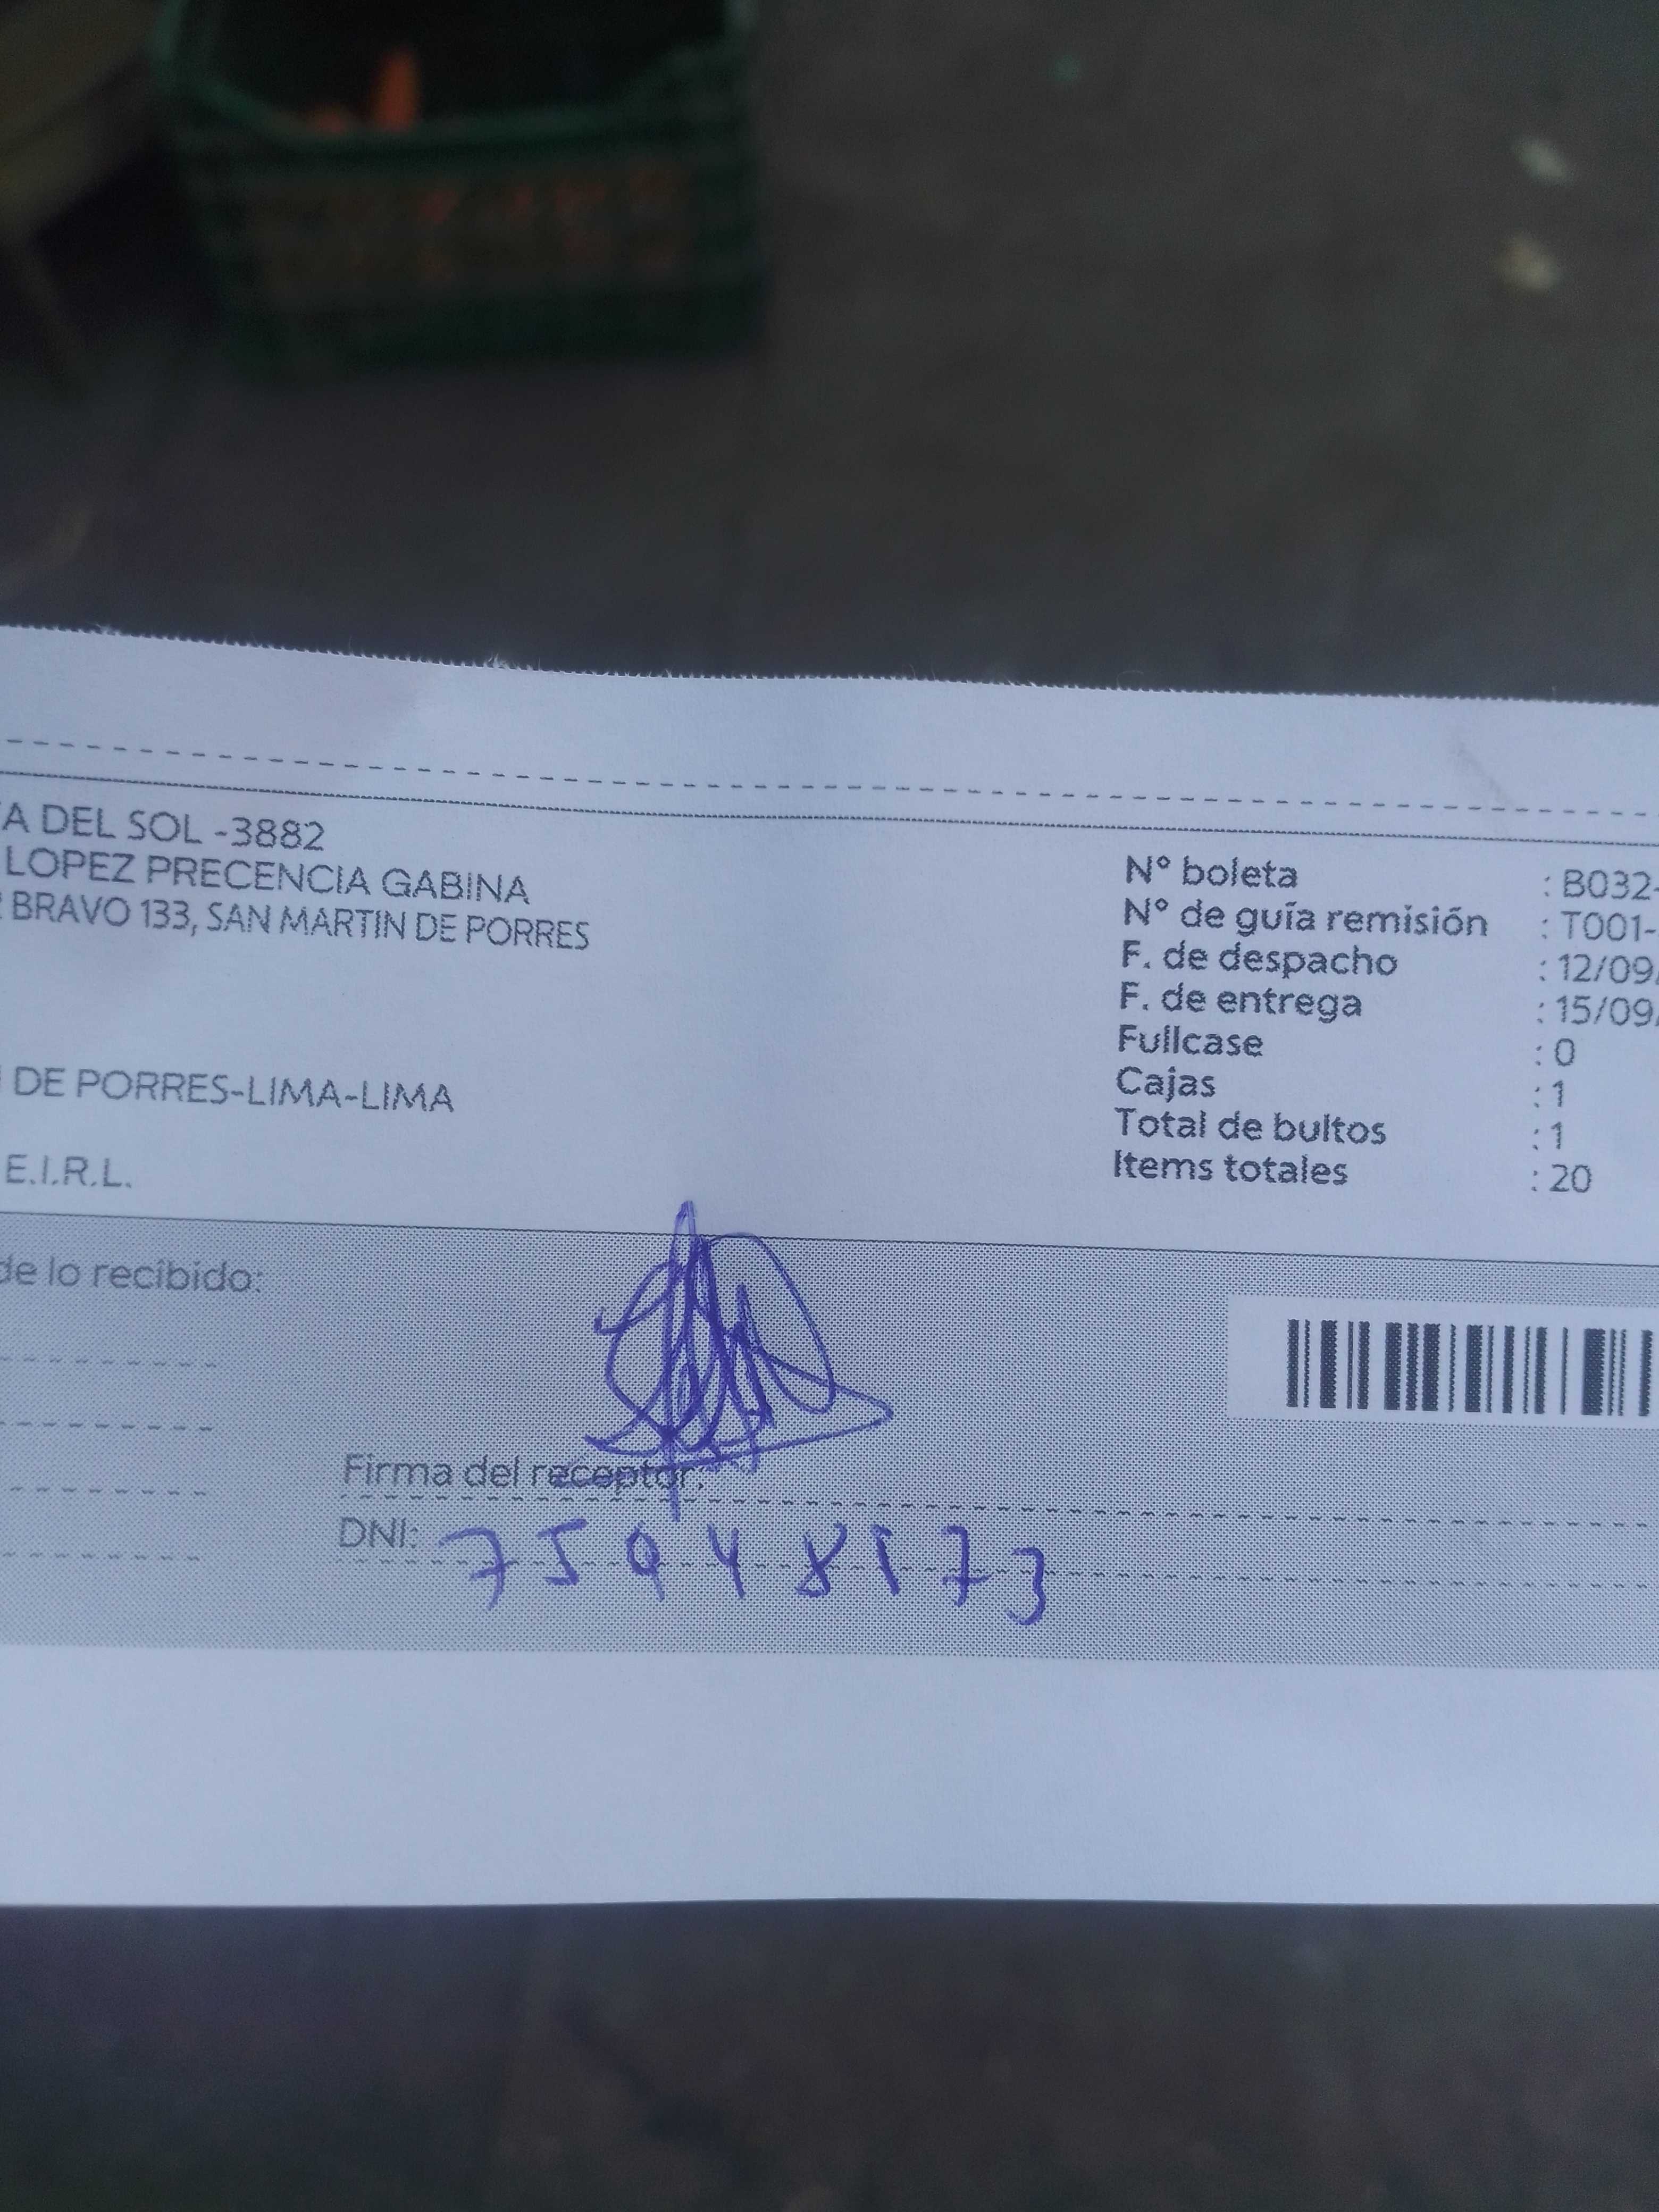 A DEL SOL -3882
LOPEZ PRECENCIA GABINA
BRAVO 133, SAN MARTIN DE PORRES
DE PORRES-LIMA-LIMA
E.I.R.L.
N° boleta : B032-
N° de guía remisión : T001-
F. de despacho : 12/09/
F. de entrega : 15/09/
Fullcase : 0
Cajas : 1
Total de bultos : 1
Items totales : 20
de lo recibido:
Firma del receptor:
DNI: 75948173